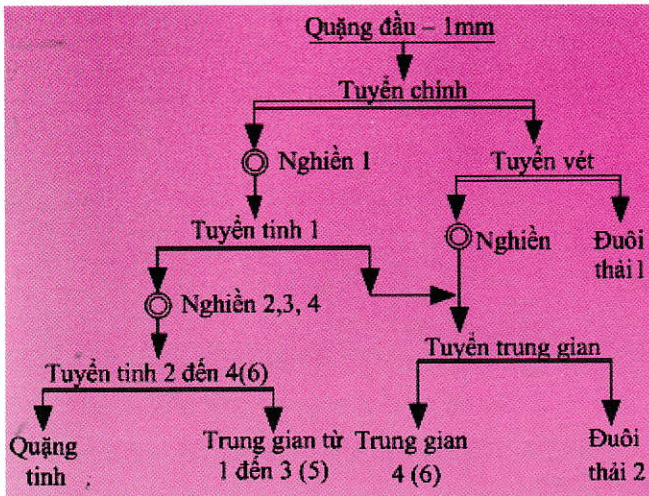 Quặng đầu – 1mm
Tuyển chính
Nghiền 1
Tuyển vét
Tuyển tinh 1
Nghiền
Đuôi
thải 1
Nghiền 2,3, 4
Tuyển trung gian
Tuyển tinh 2 đến 4(6)
Quặng
tinh
Trung gian từ
1 đến 3 (5)
Trung gian
4 (6)
Đuôi
thải 2